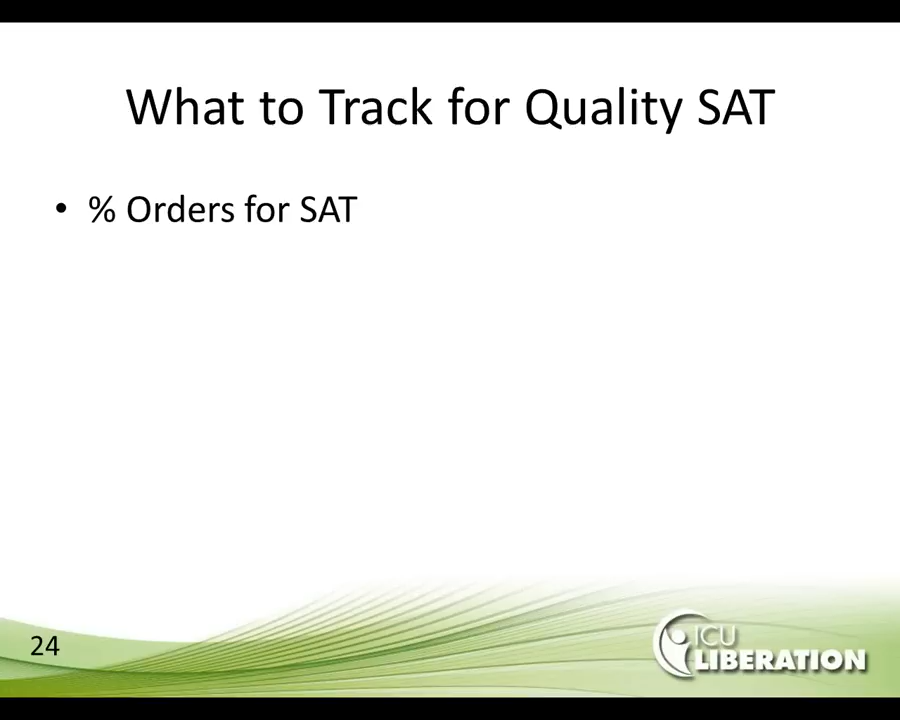 What to Track for Quality SAT
• % Orders for SAT
24
ICU
LIBERATION